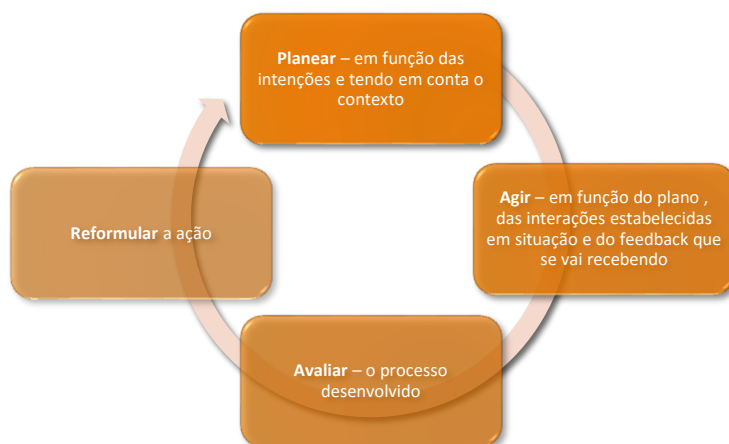 Planear – em função das
intenções e tendo em conta o
contexto
Agir – em função do plano ,
das interações estabelecidas
em situação e do feedback que
se vai recebendo
Avaliar – o processo
desenvolvido
Reformular a ação